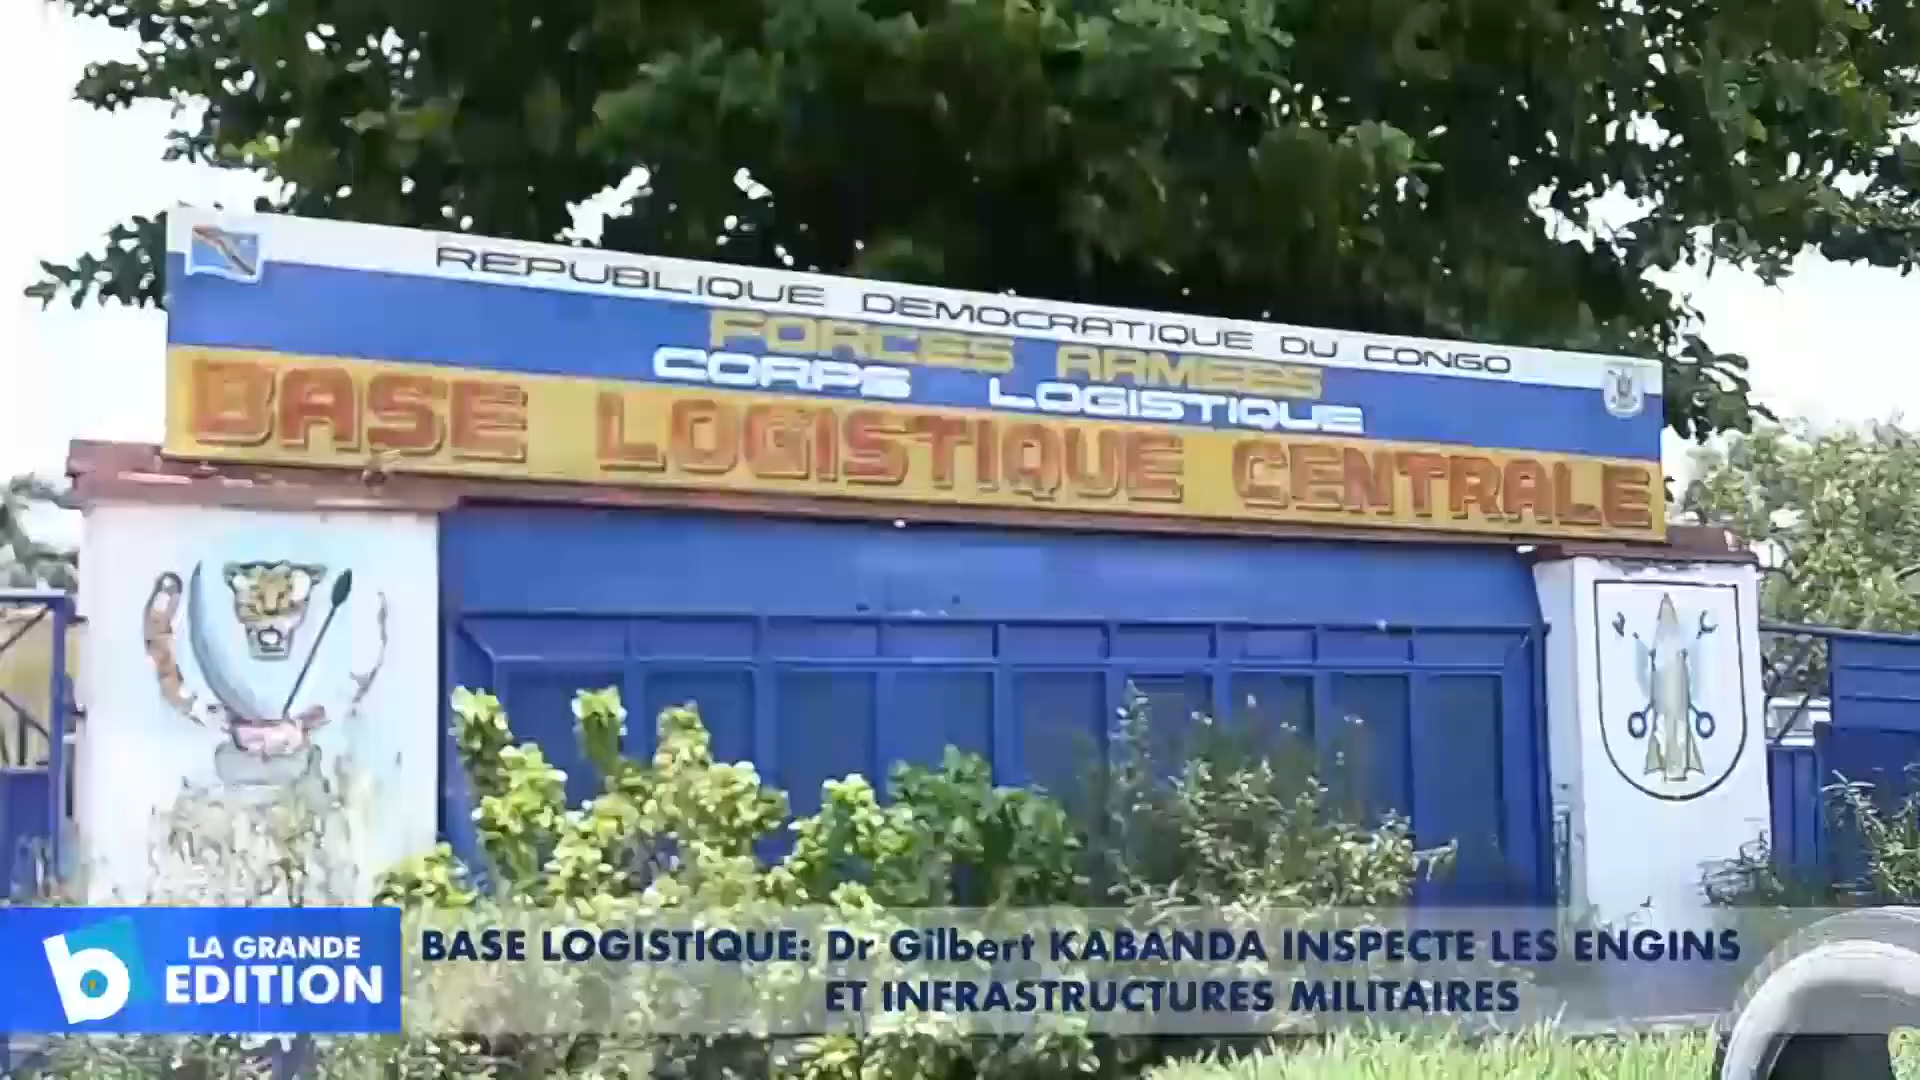 REPUBLIQUE DEMOCRATIQUE DU CONGO
FORCES ARMEES
CORPS LOGISTIQUE
BASE LOGISTIQUE CENTRALE
b LA GRANDE
EDITION
BASE LOGISTIQUE: Dr Gilbert KABANDA INSPECTE LES ENGINS
ET INFRASTRUCTURES MILITAIRES